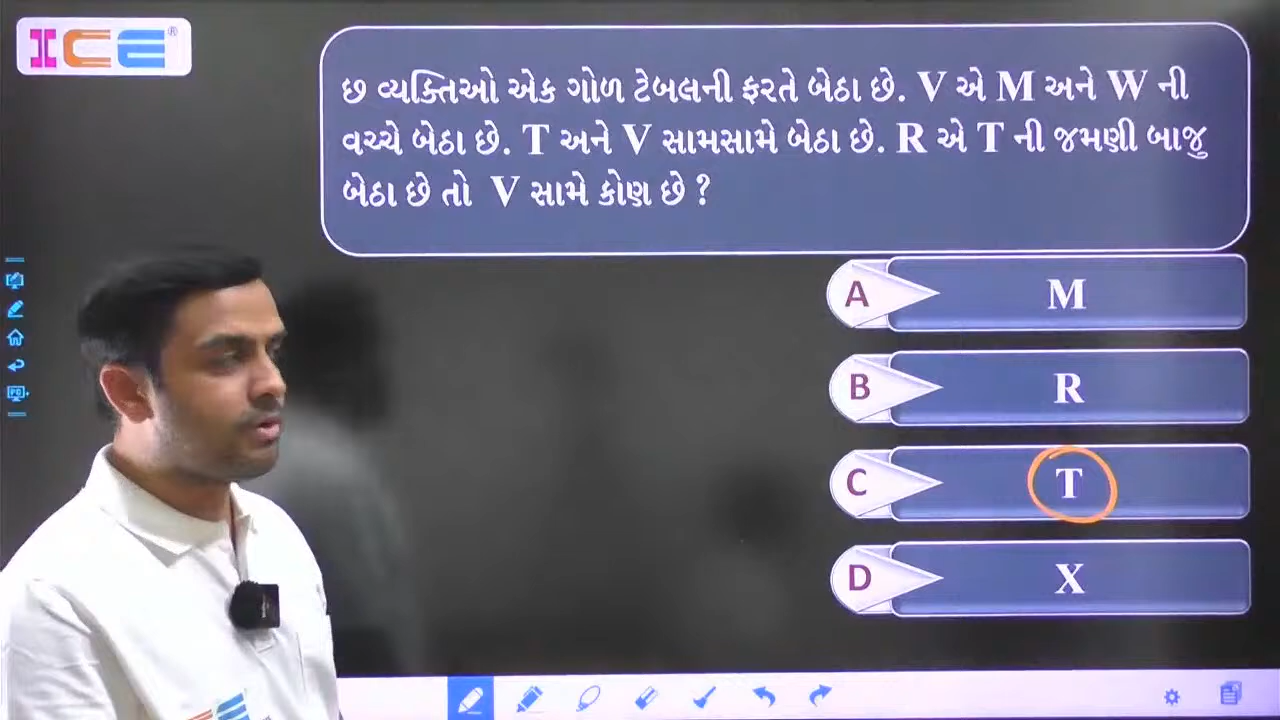 ICE®
છ વ્યક્તિઓ એક ગોળ ટેબલની ફરતે બેઠા છે. V એ M અને W ની
વચ્ચે બેઠા છે. T અને V સામસામે બેઠા છે. R એ T ની જમણી બાજુ
બેઠા છે તો V સામે કોણ છે ?
A M
B R
C T
D X